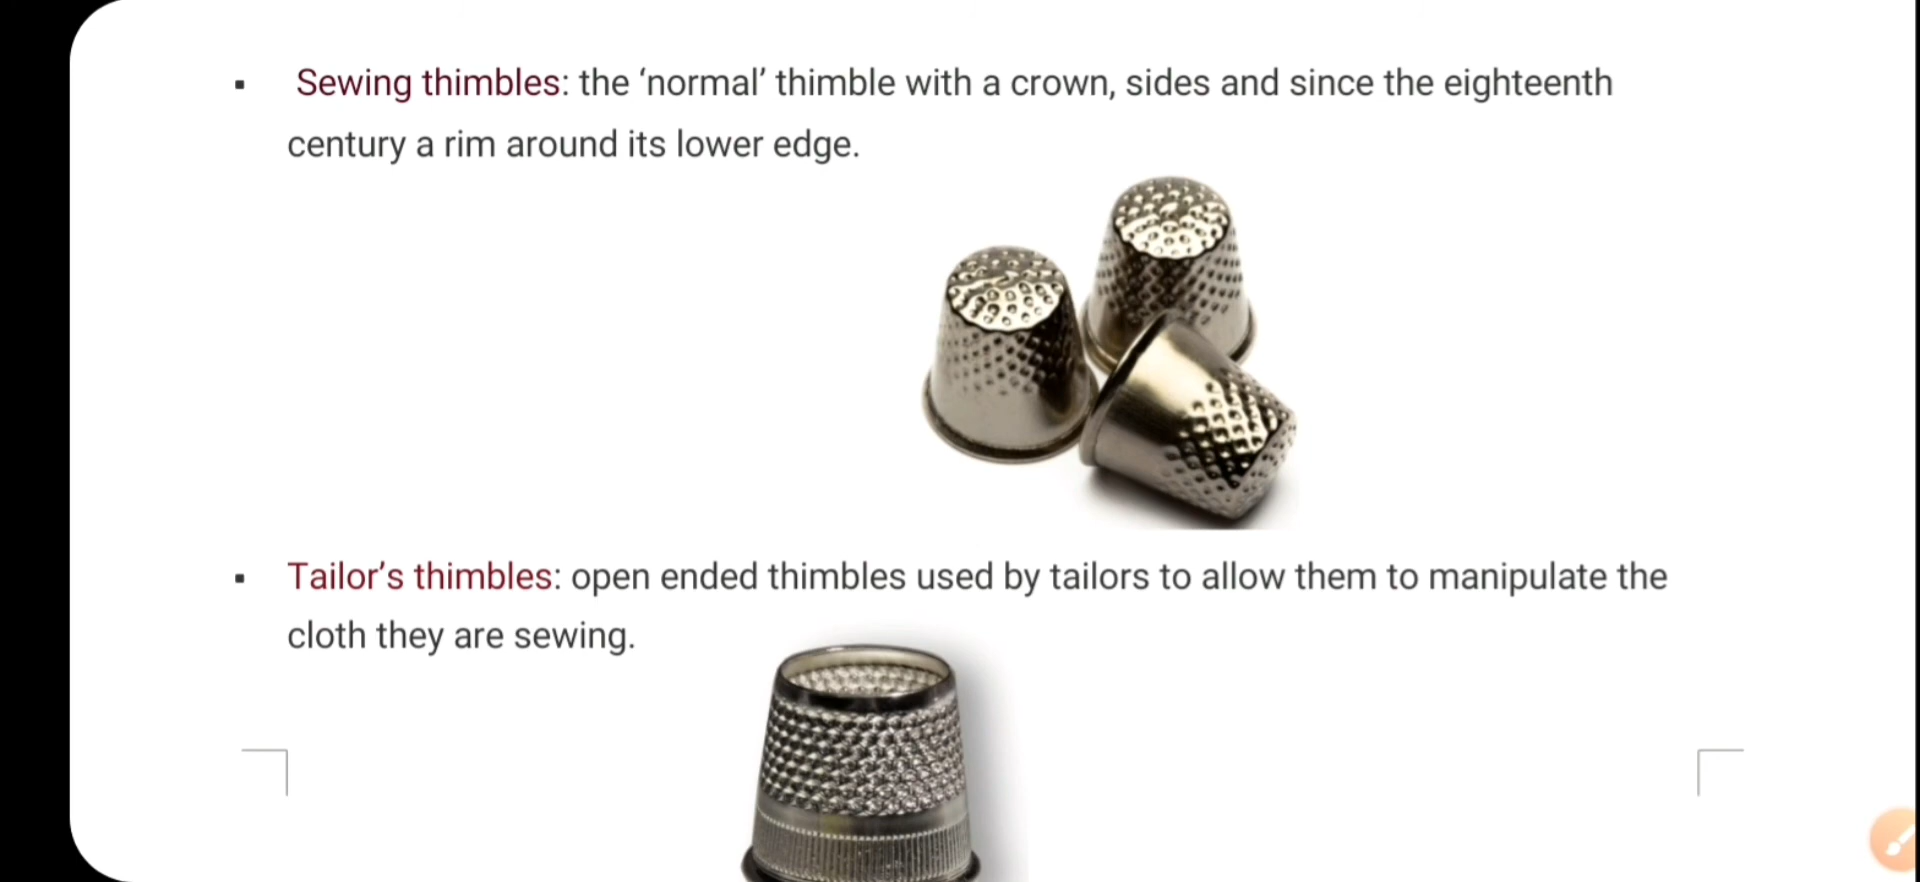 ▪ Sewing thimbles: the ‘normal’ thimble with a crown, sides and since the eighteenth
century a rim around its lower edge.
▪ Tailor’s thimbles: open ended thimbles used by tailors to allow them to manipulate the
cloth they are sewing.